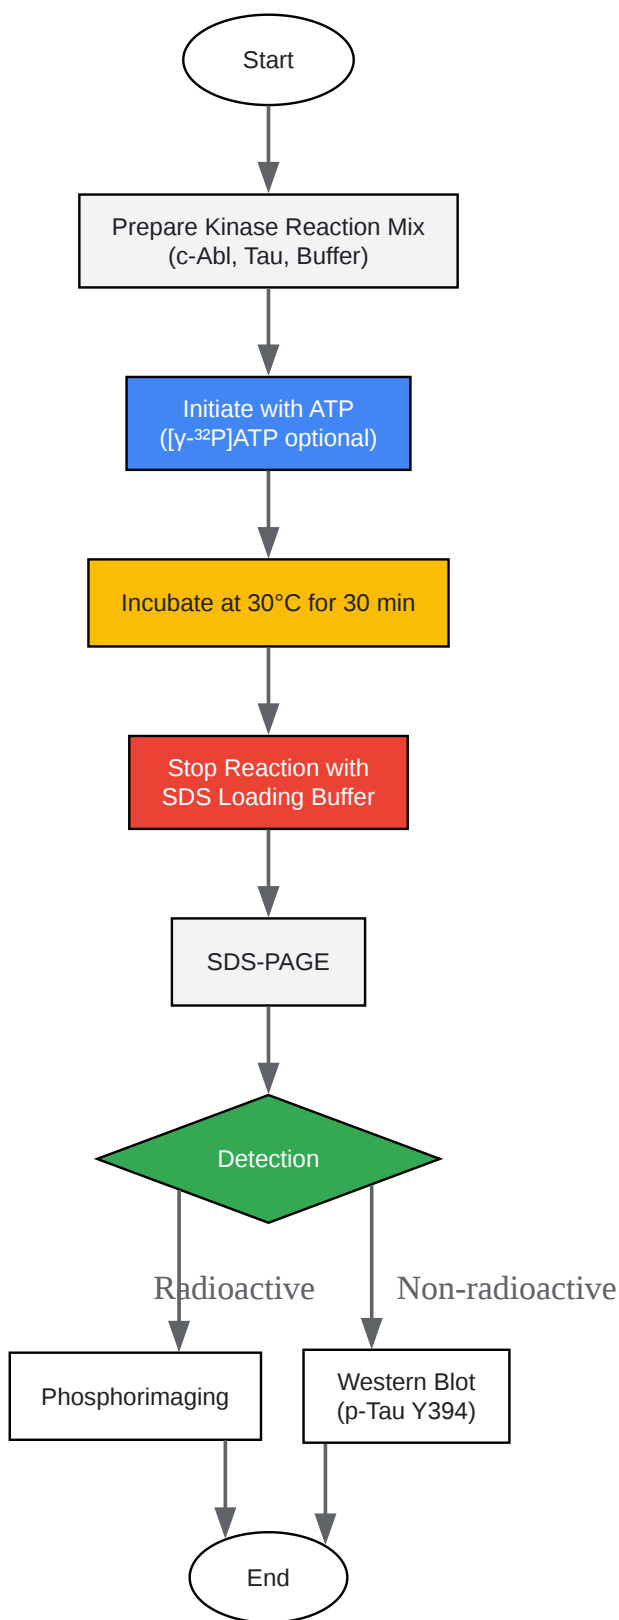 Start
Prepare Kinase Reaction Mix
(c-Abl, Tau, Buffer)
Initiate with ATP
([γ-³²P]ATP optional)
Incubate at 30°C for 30 min
Stop Reaction with
SDS Loading Buffer
SDS-PAGE
Detection
Radioactive
Non-radioactive
Phosphorimaging
Western Blot
(p-Tau Y394)
End